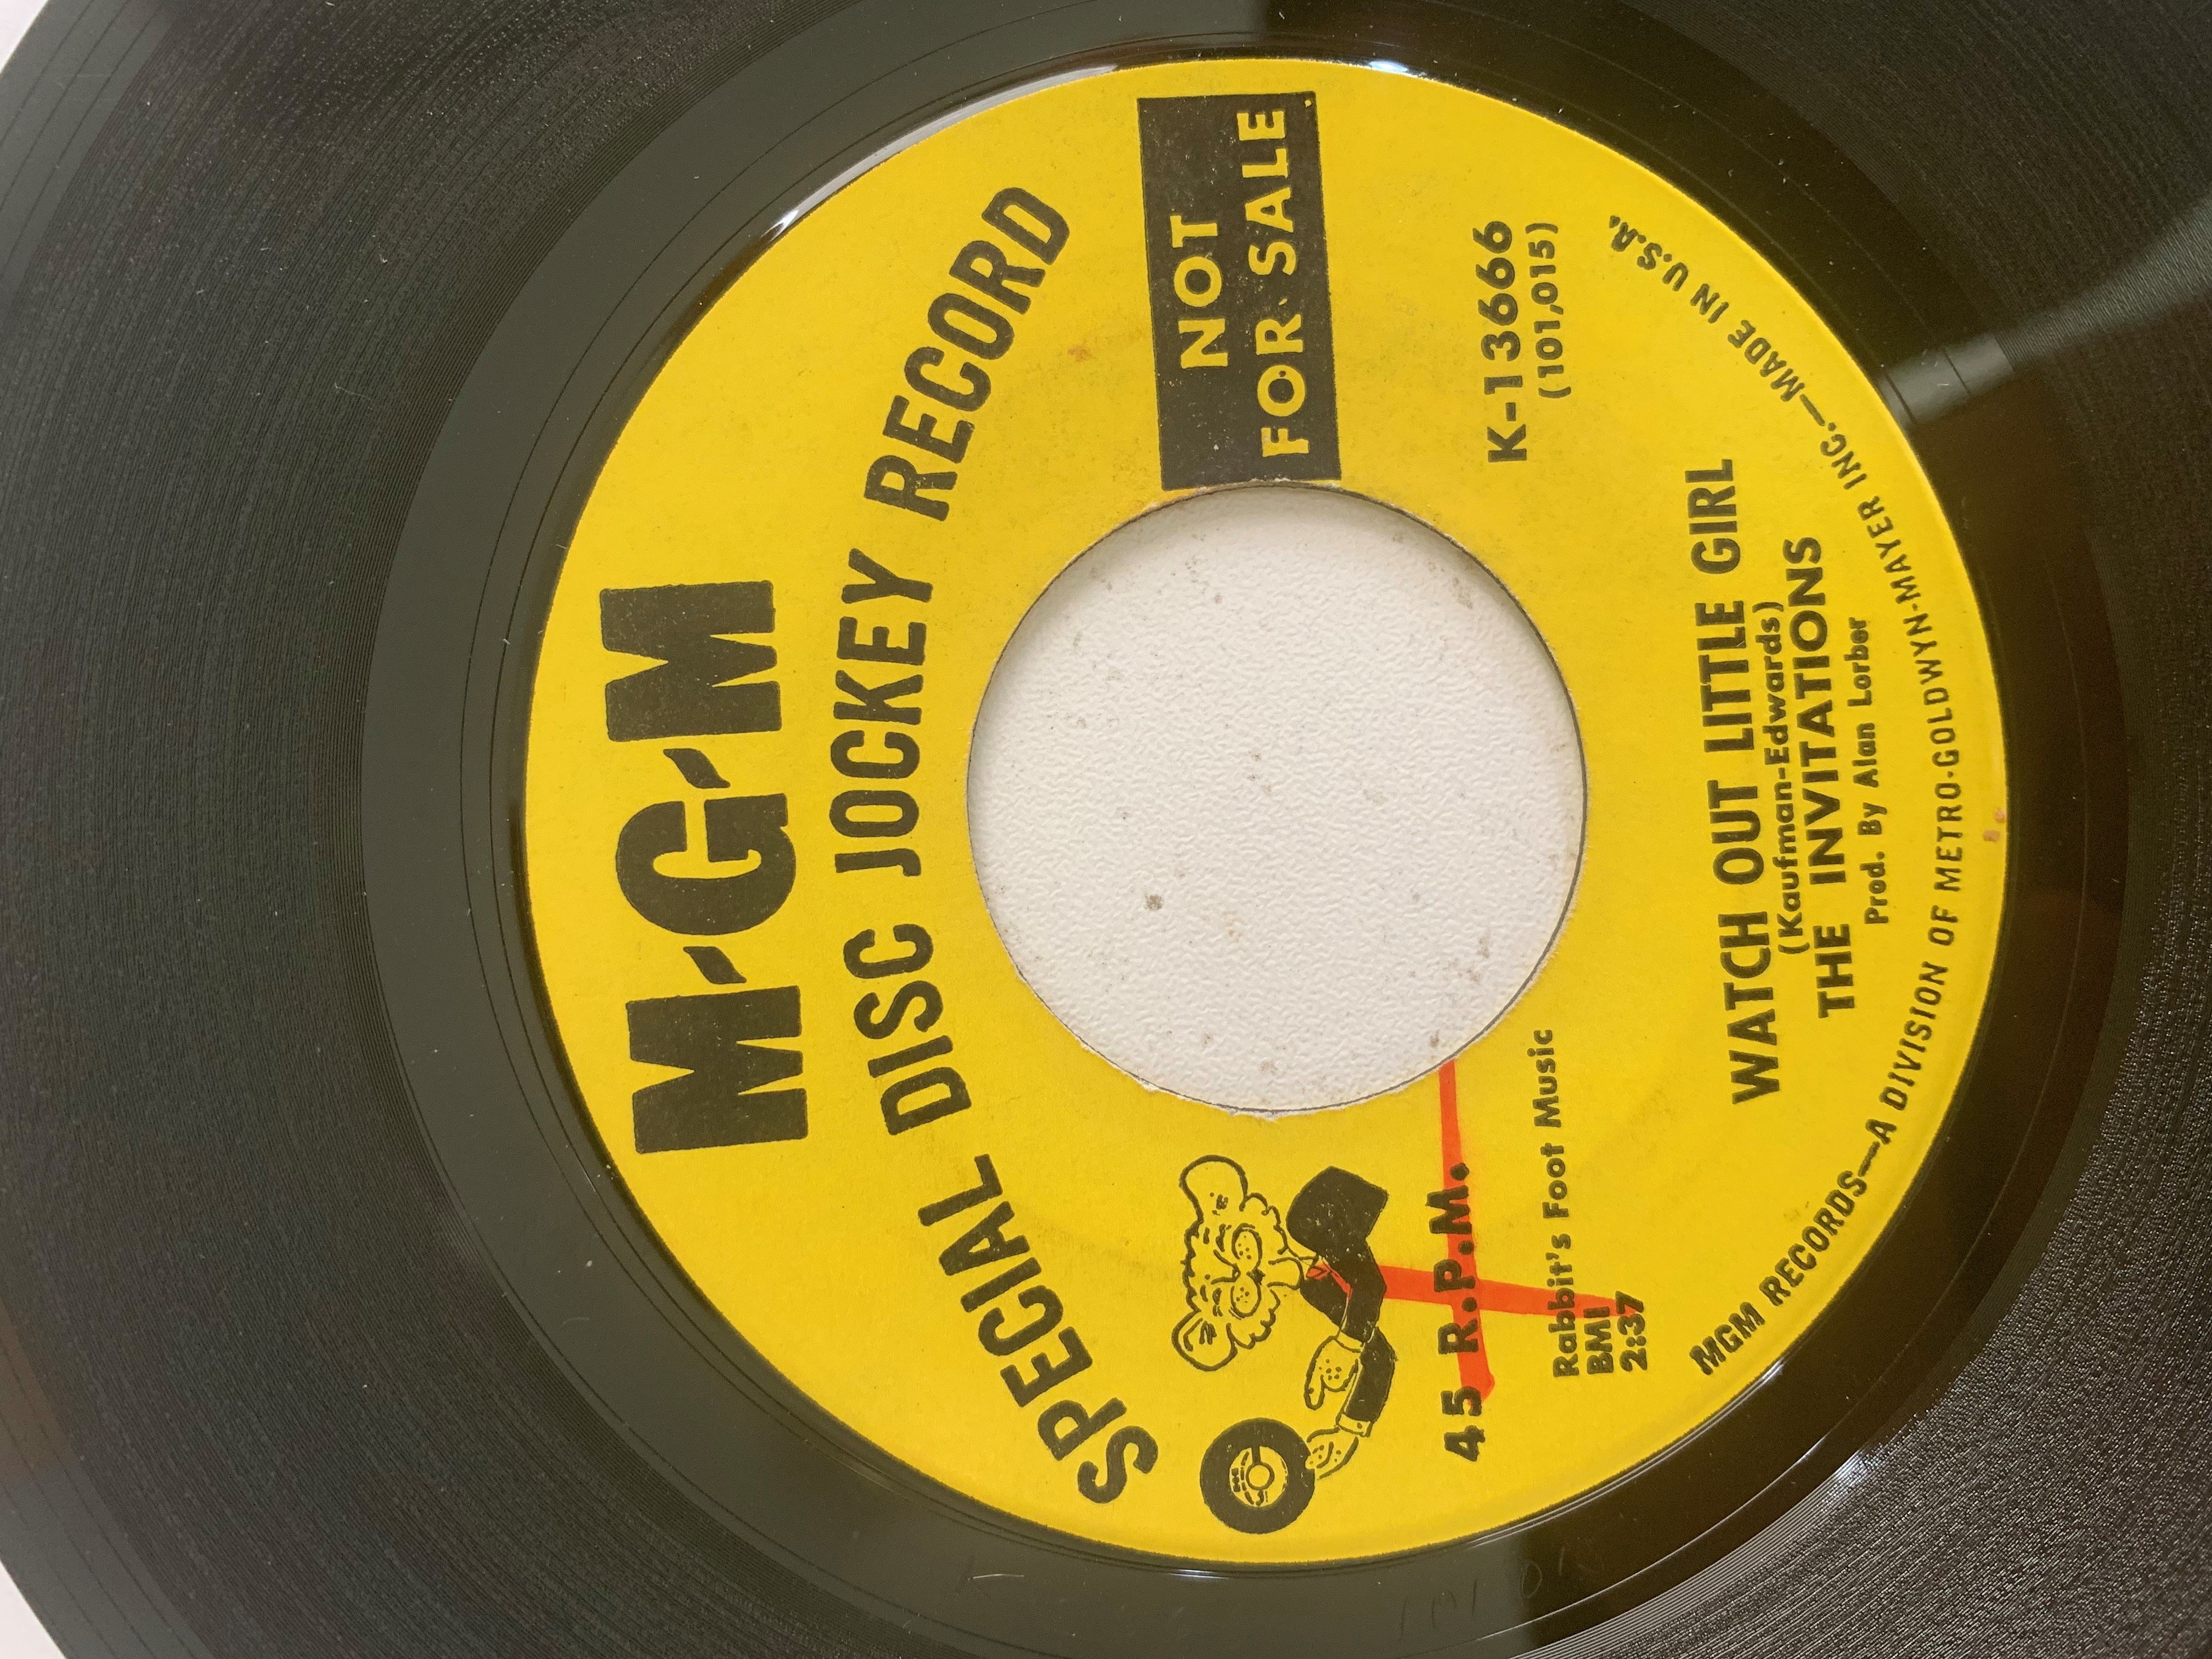 M·G·M
SPECIAL DISC JOCKEY RECORD
NOT
FOR SALE
45 R.P.M.
K-13666
(101,015)
Rabbit's Foot Music
BMI
2:37
WATCH OUT LITTLE GIRL
(Kaufman-Edwards)
THE INVITATIONS
Prod. By Alan Lorber
MGM RECORDS—A DIVISION OF METRO-GOLDWYN-MAYER INC.—MADE IN U.S.A.